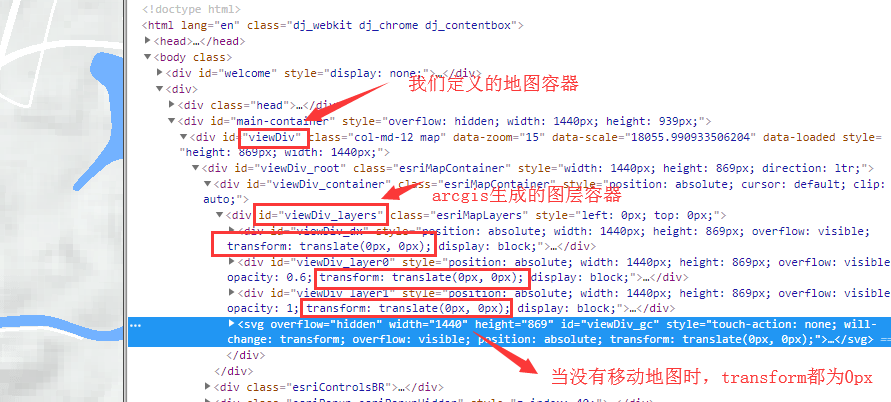 <!doctype html>
<html lang="en" class="dj_webkit dj_chrome dj_contentbox">
<head>…</head>
<body class>
<div id="welcome" style="display: none;">…</div>
我们定义的地图容器
<div>
<div class="head">…</div>
<div id="main-container" style="overflow: hidden; width: 1440px; height: 939px;">
<div id="viewDiv" class="col-md-12 map" data-zoom="15" data-scale="18055.990933506204" data-loaded style=
"height: 869px; width: 1440px;">
<div id="viewDiv_root" class="esriMapContainer" style="width: 1440px; height: 869px; direction: ltr;">
<div id="viewDiv_container" class="esriMapContainer" style="position: absolute; cursor: default; clip:
auto;">
arcgis生成的图层容器
<div id="viewDiv_layers" class="esriMapLayers" style="left: 0px; top: 0px;">
<div id="viewDiv_dx" style="position: absolute; width: 1440px; height: 869px; overflow: visible;
transform: translate(0px, 0px); display: block;">…</div>
<div id="viewDiv_layer0" style="position: absolute; width: 1440px; height: 869px; overflow: visible
opacity: 0.6; transform: translate(0px, 0px); display: block;">…</div>
<div id="viewDiv_layer1" style="position: absolute; width: 1440px; height: 869px; overflow: visible
opacity: 1; transform: translate(0px, 0px); display: block;">…</div>
… <svg overflow="hidden" width="1440" height="869" id="viewDiv_gc" style="touch-action: none; will-
change: transform; overflow: visible; position: absolute; transform: translate(0px, 0px);">…</svg> ==
</div>
</div>
当没有移动地图时，transform都为0px
<div class="esriControlsBR">…</div>